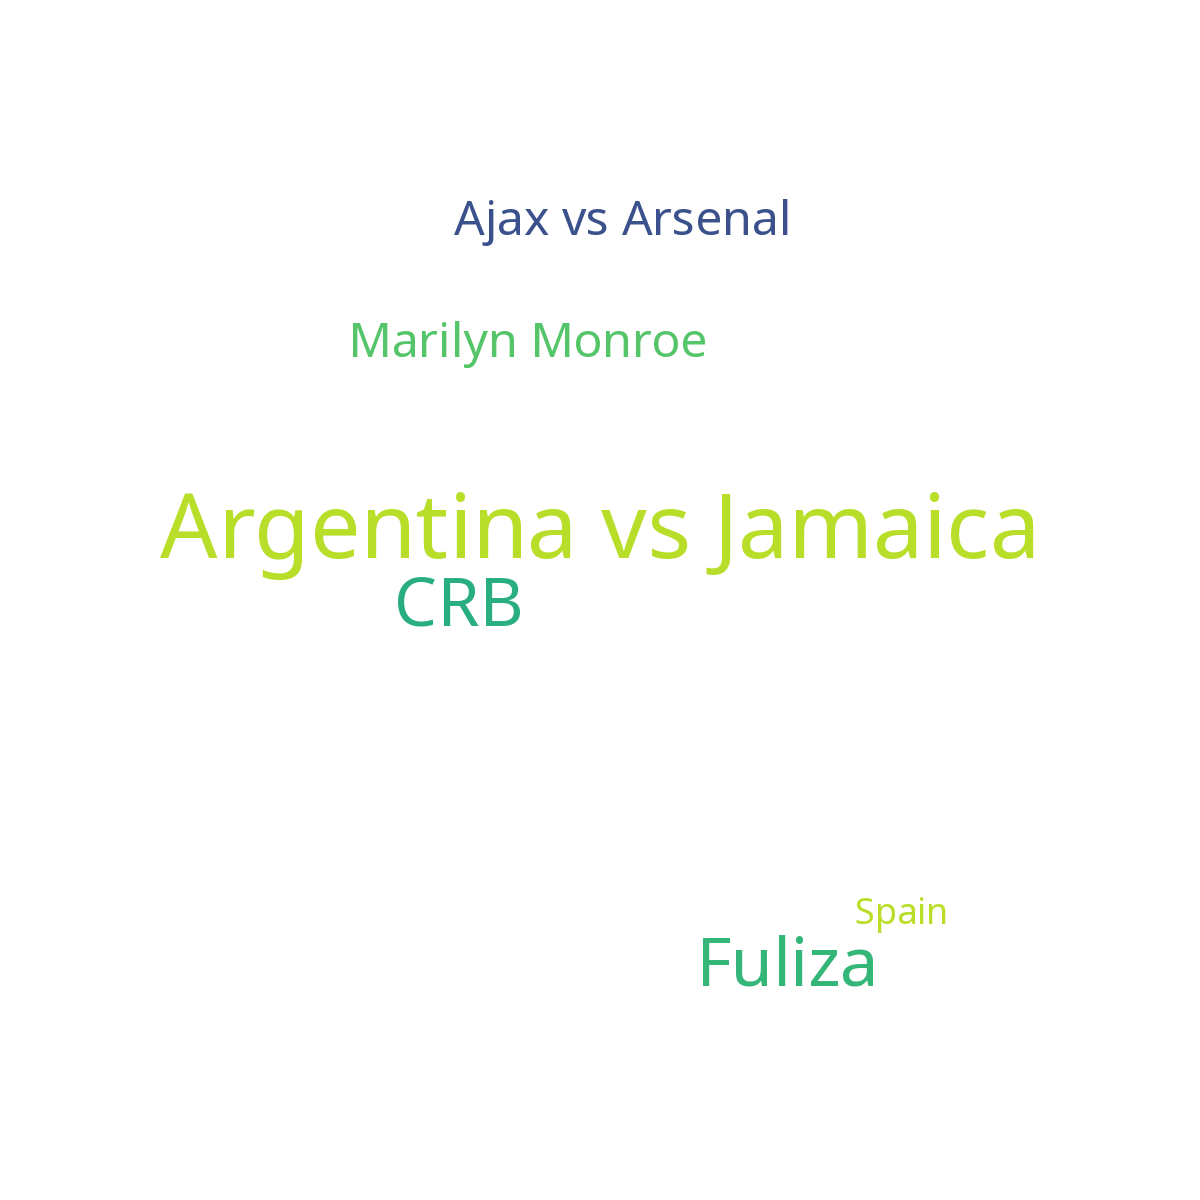 Ajax vs Arsenal
Marilyn Monroe
Argentina vs Jamaica
CRB
Spain
Fuliza